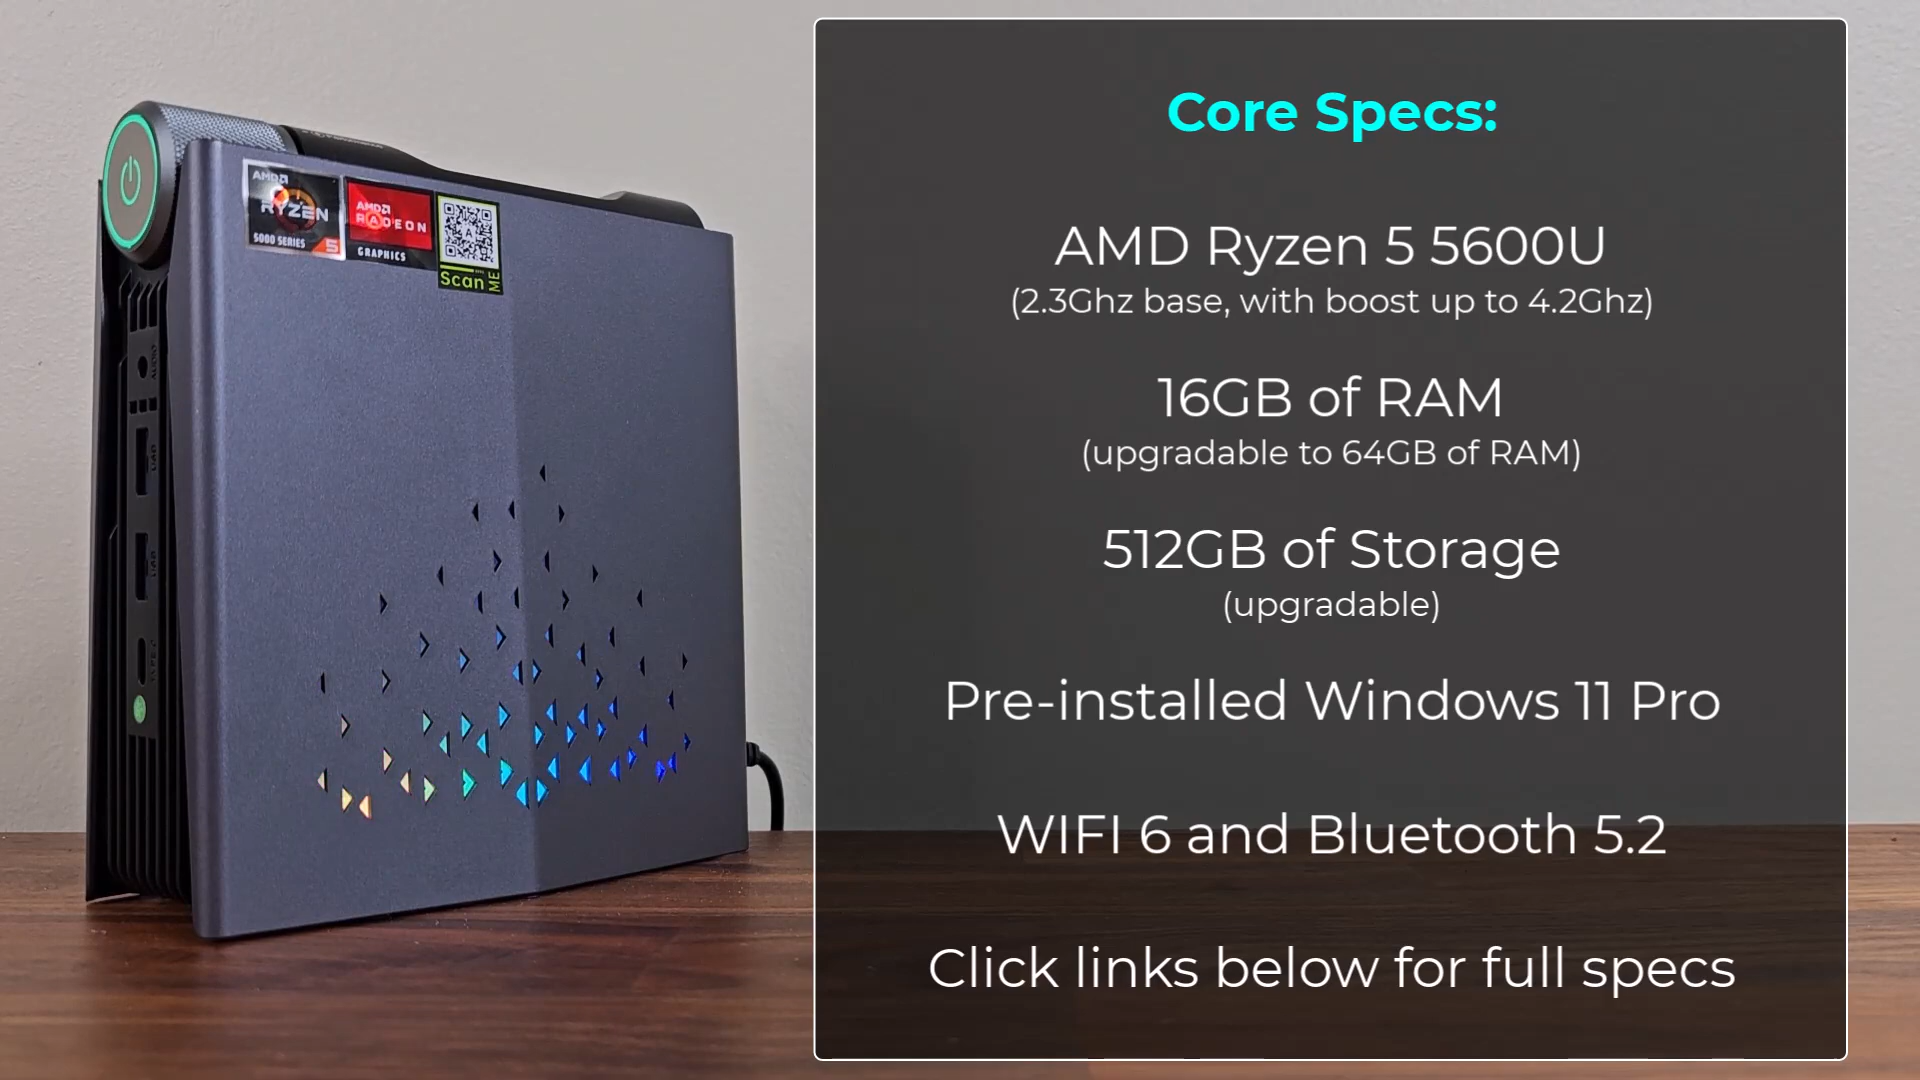 AMD
RYZEN
5000 SERIES 5
AMD
RADEON
GRAPHICS
A
Scan ME
AUDIO
Core Specs:
AMD Ryzen 5 5600U
(2.3Ghz base, with boost up to 4.2Ghz)
16GB of RAM
(upgradable to 64GB of RAM)
512GB of Storage
(upgradable)
Pre-installed Windows 11 Pro
WIFI 6 and Bluetooth 5.2
Click links below for full specs